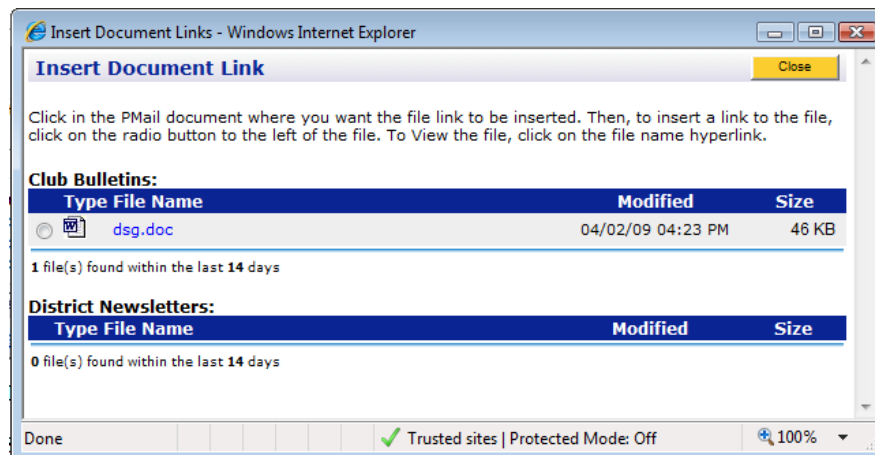 Insert Document Links - Windows Internet Explorer
Insert Document Link
Close
Click in the PMail document where you want the file link to be inserted. Then, to insert a link to the file,
click on the radio button to the left of the file. To View the file, click on the file name hyperlink.
Club Bulletins:
Type File Name Modified Size
dsg.doc 04/02/09 04:23 PM 46 KB
1 file(s) found within the last 14 days
District Newsletters:
Type File Name Modified Size
0 file(s) found within the last 14 days
Done Trusted sites | Protected Mode: Off 100%